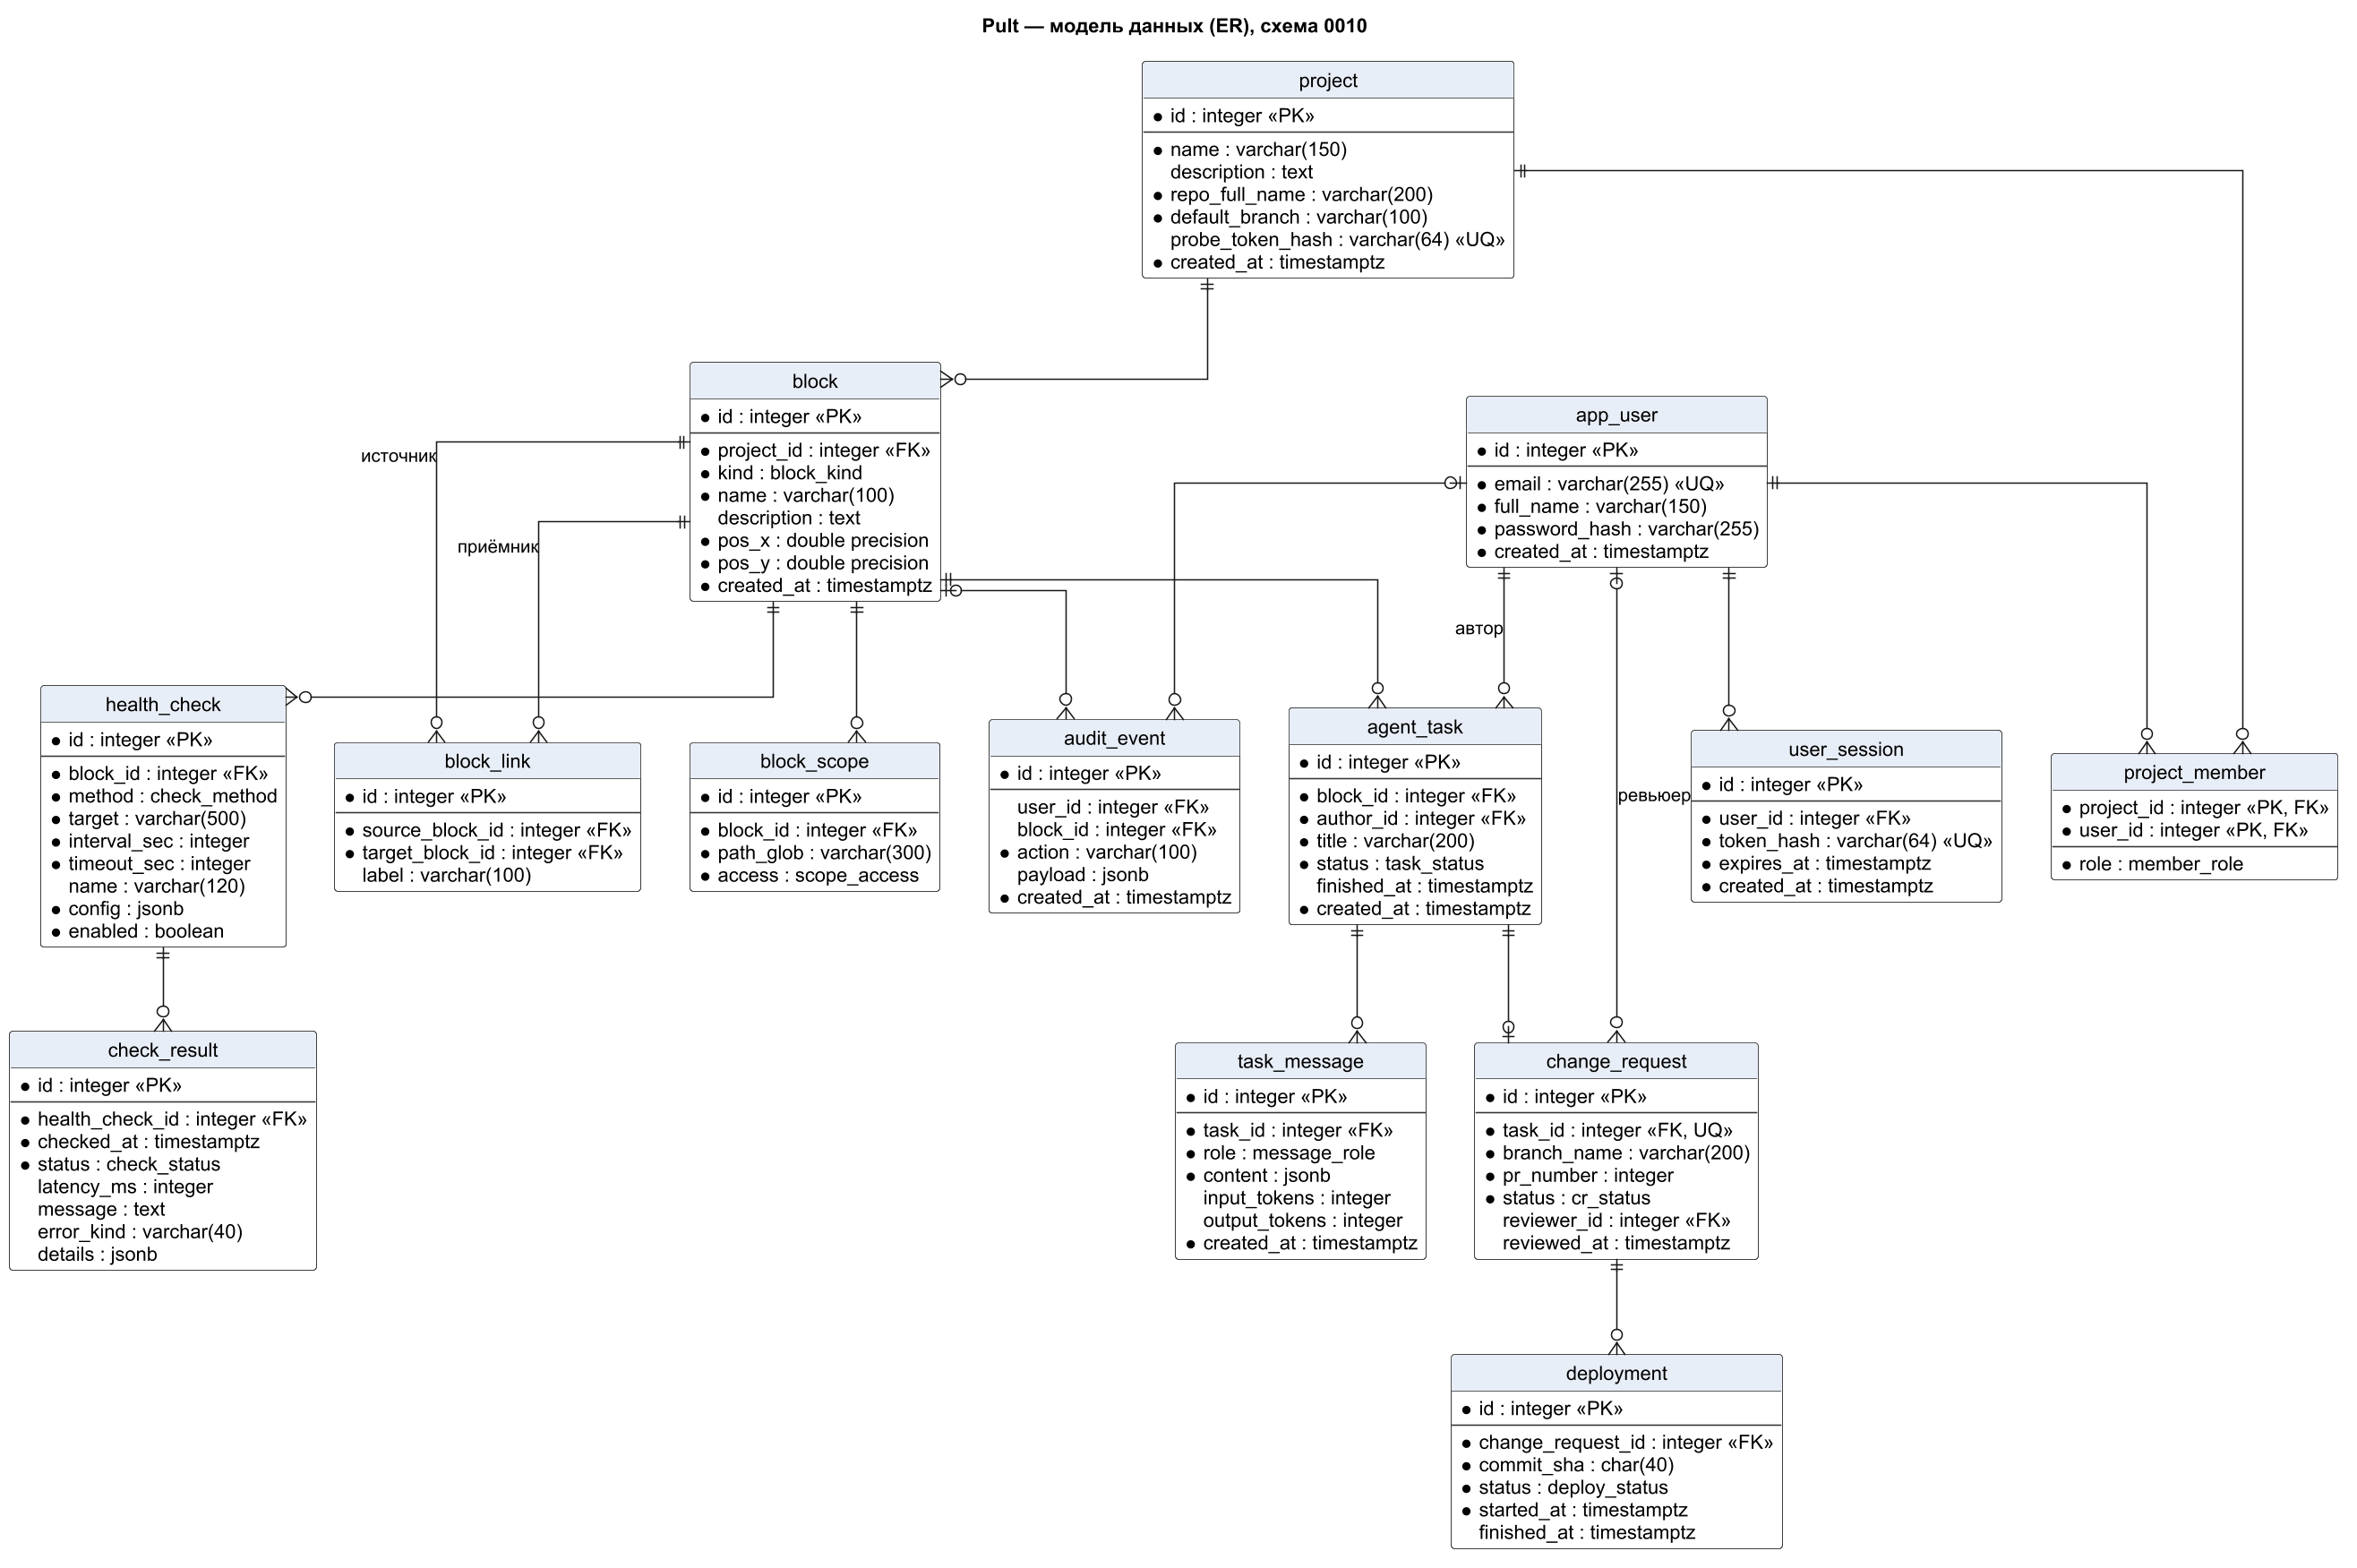 Pult — модель данных (ER), схема 0010
project
id : integer «PK»
name : varchar(150)
description : text
repo_full_name : varchar(200)
default_branch : varchar(100)
probe_token_hash : varchar(64) «UQ»
created_at : timestamptz
block
id : integer «PK»
project_id : integer «FK»
kind : block_kind
name : varchar(100)
description : text
pos_x : double precision
pos_y : double precision
created_at : timestamptz
app_user
id : integer «PK»
email : varchar(255) «UQ»
full_name : varchar(150)
password_hash : varchar(255)
created_at : timestamptz
источник
приёмник
автор
ревьюер
health_check
id : integer «PK»
block_id : integer «FK»
method : check_method
target : varchar(500)
interval_sec : integer
timeout_sec : integer
name : varchar(120)
config : jsonb
enabled : boolean
block_link
id : integer «PK»
source_block_id : integer «FK»
target_block_id : integer «FK»
label : varchar(100)
block_scope
id : integer «PK»
block_id : integer «FK»
path_glob : varchar(300)
access : scope_access
audit_event
id : integer «PK»
user_id : integer «FK»
block_id : integer «FK»
action : varchar(100)
payload : jsonb
created_at : timestamptz
agent_task
id : integer «PK»
block_id : integer «FK»
author_id : integer «FK»
title : varchar(200)
status : task_status
finished_at : timestamptz
created_at : timestamptz
user_session
id : integer «PK»
user_id : integer «FK»
token_hash : varchar(64) «UQ»
expires_at : timestamptz
created_at : timestamptz
project_member
project_id : integer «PK, FK»
user_id : integer «PK, FK»
role : member_role
check_result
id : integer «PK»
health_check_id : integer «FK»
checked_at : timestamptz
status : check_status
latency_ms : integer
message : text
error_kind : varchar(40)
details : jsonb
task_message
id : integer «PK»
task_id : integer «FK»
role : message_role
content : jsonb
input_tokens : integer
output_tokens : integer
created_at : timestamptz
change_request
id : integer «PK»
task_id : integer «FK, UQ»
branch_name : varchar(200)
pr_number : integer
status : cr_status
reviewer_id : integer «FK»
reviewed_at : timestamptz
deployment
id : integer «PK»
change_request_id : integer «FK»
commit_sha : char(40)
status : deploy_status
started_at : timestamptz
finished_at : timestamptz